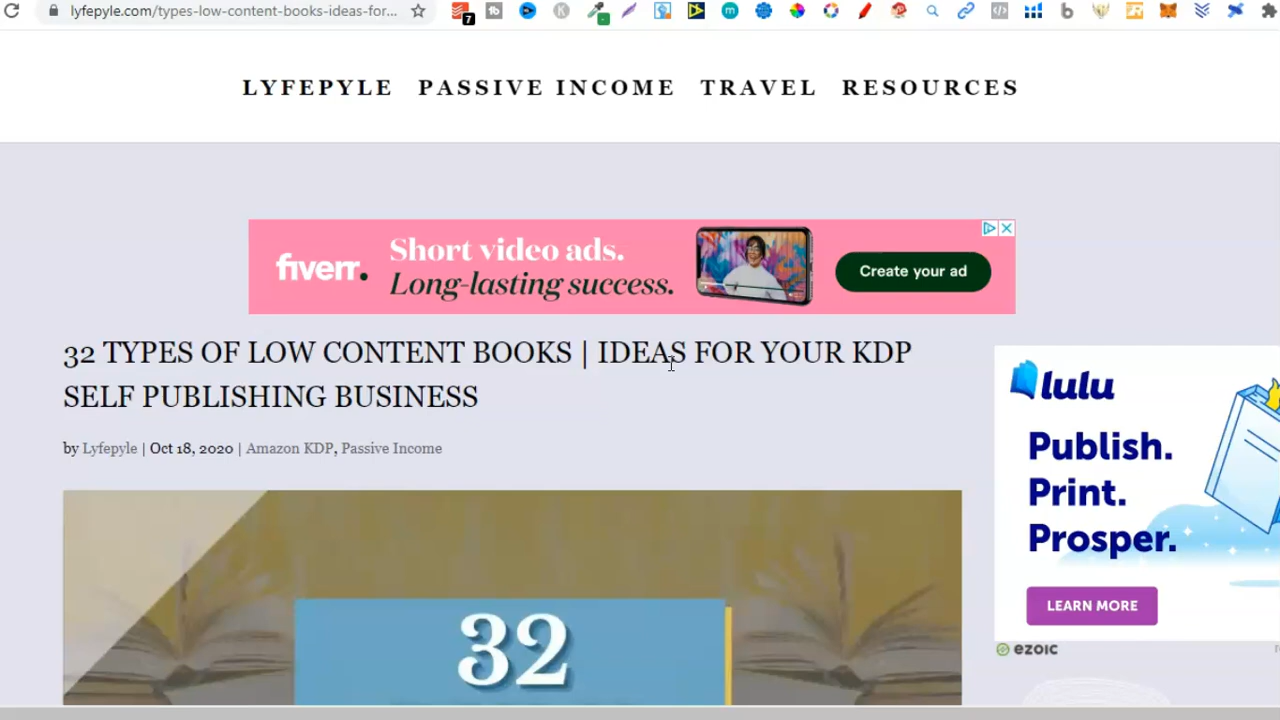 lyfepyle.com/types-low-content-books-ideas-for...
7
LYFEPYLE PASSIVE INCOME TRAVEL RESOURCES
fiverr.
Short video ads.
Long-lasting success.
Create your ad
32 TYPES OF LOW CONTENT BOOKS | IDEAS FOR YOUR KDP
SELF PUBLISHING BUSINESS
by Lyfepyle | Oct 18, 2020 | Amazon KDP, Passive Income
lulu
Publish.
Print.
Prosper.
LEARN MORE
ezoic
32